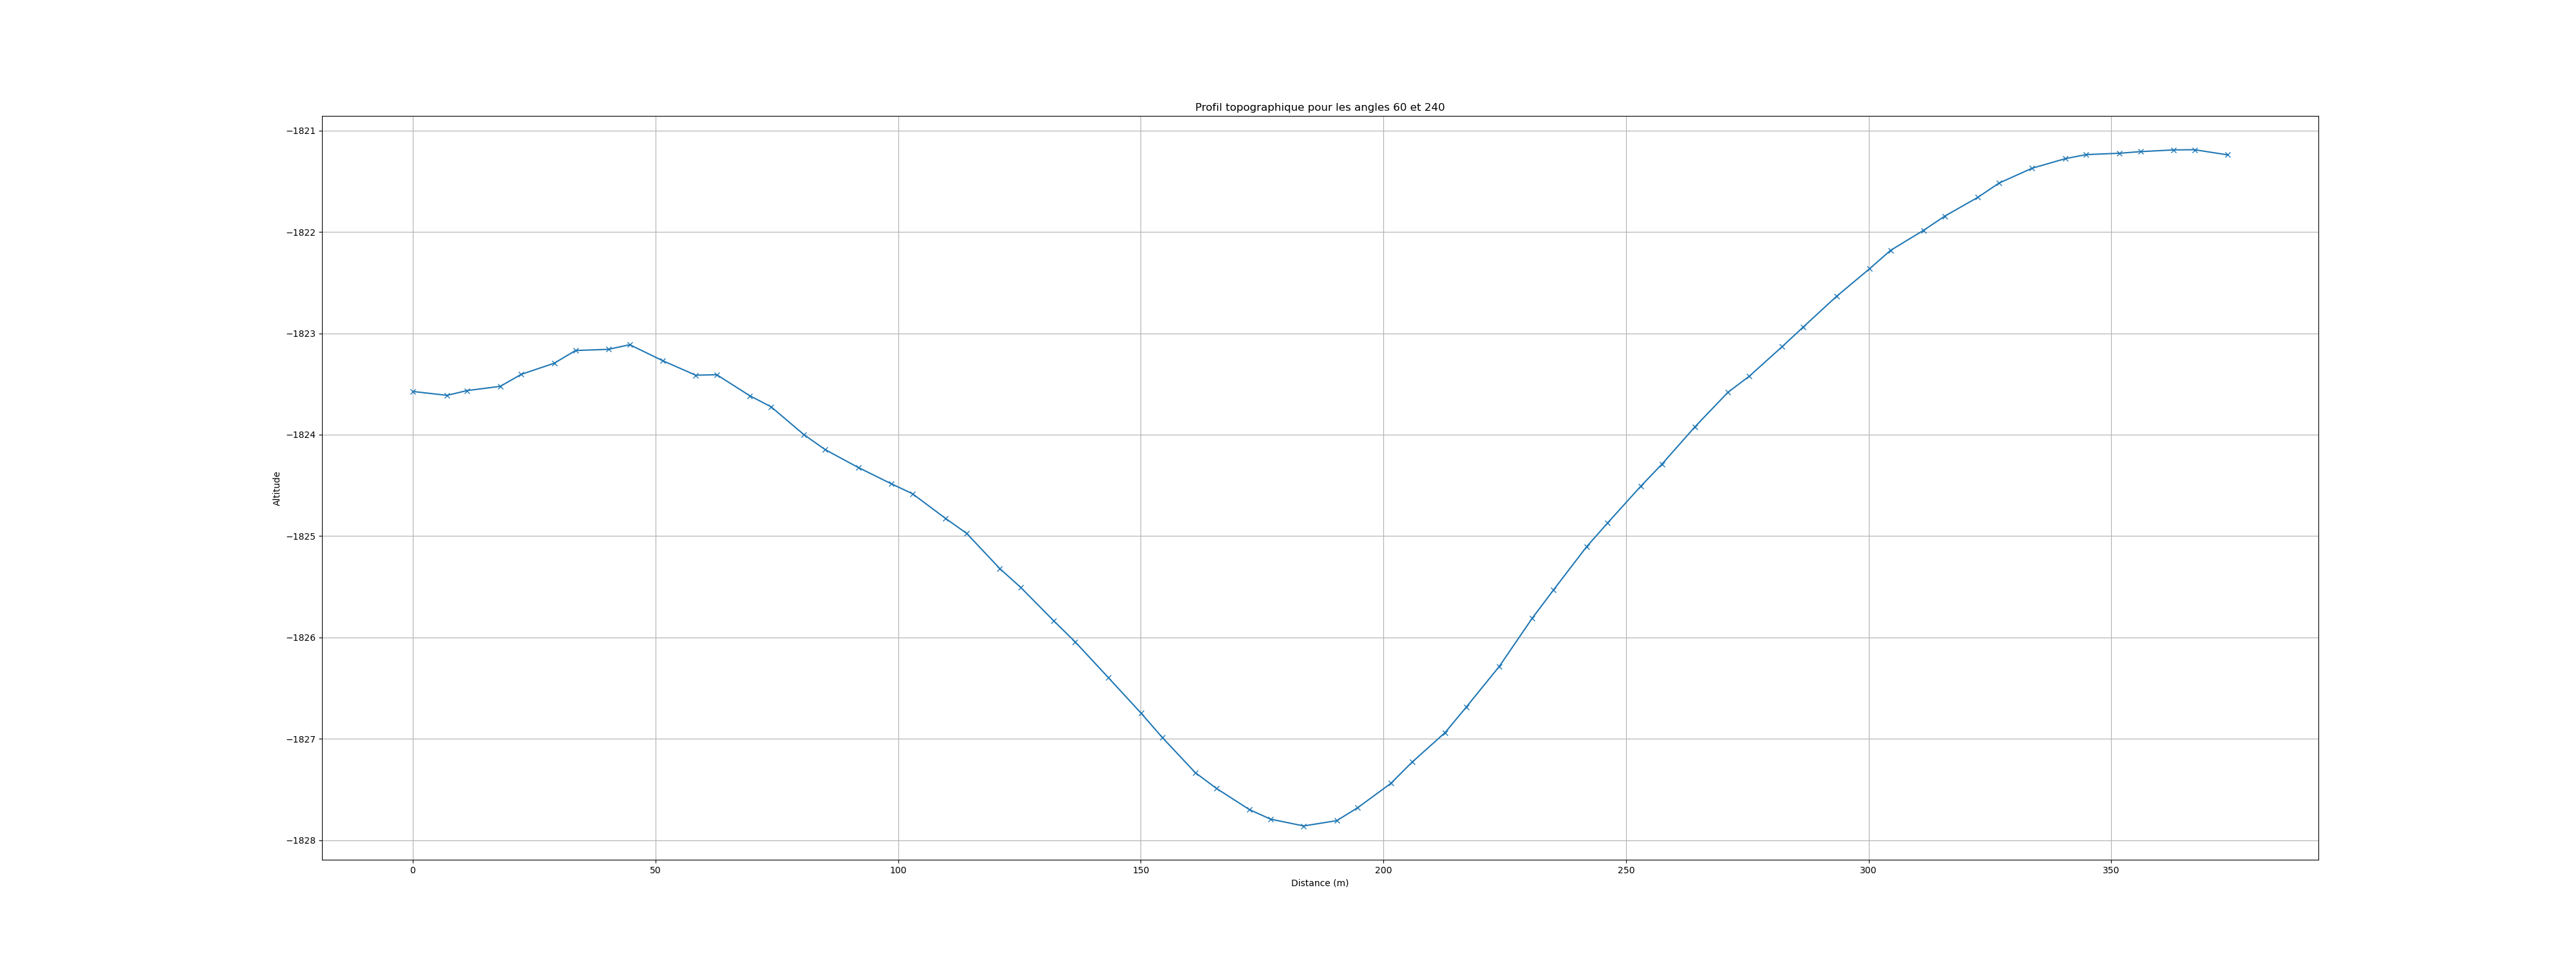 Profil topographique pour les angles 60 et 240
−1821
−1822
−1823
−1824
−1825
−1826
−1827
−1828
Altitude
0 50 100 150 200 250 300 350
Distance (m)